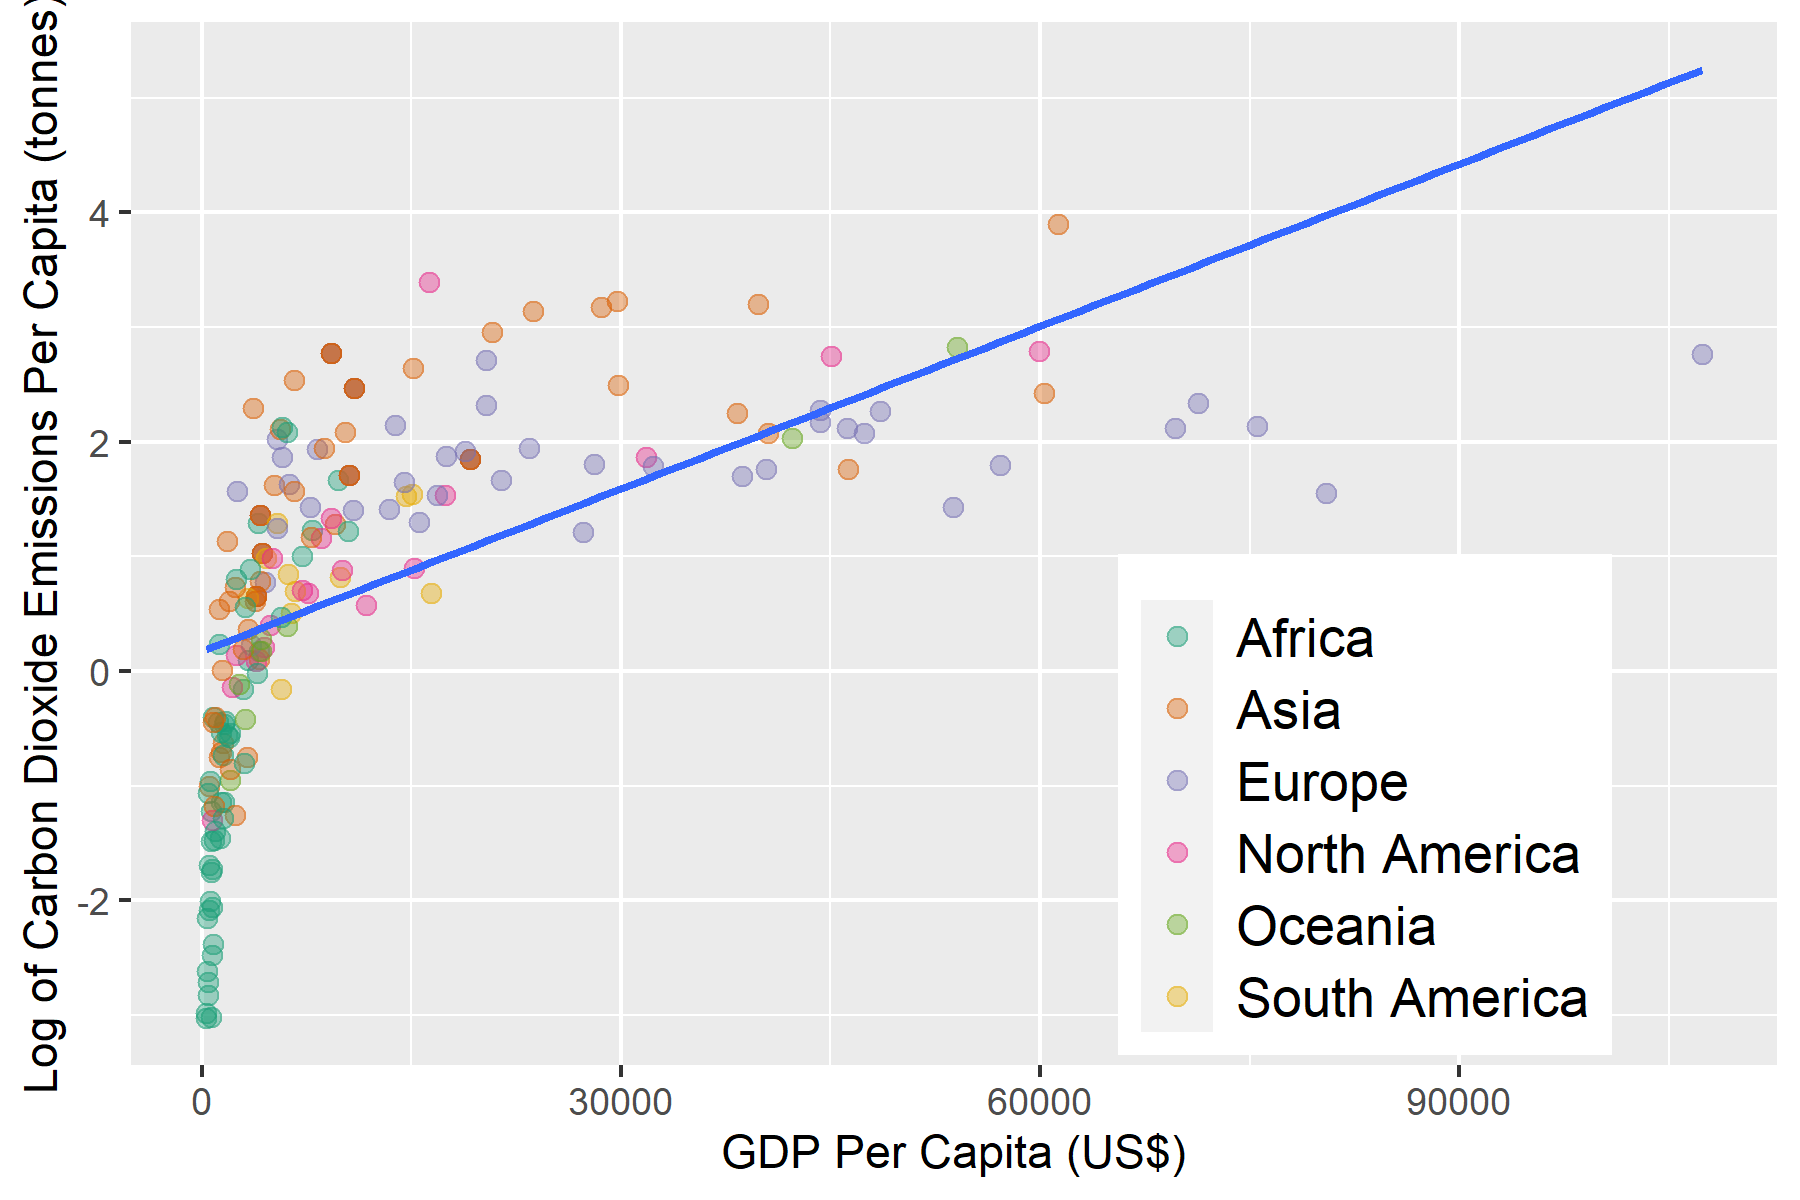 Log of Carbon Dioxide Emissions Per Capita (tonnes)
4
2
0
-2
0
30000
60000
90000
GDP Per Capita (US$)
Africa
Asia
Europe
North America
Oceania
South America